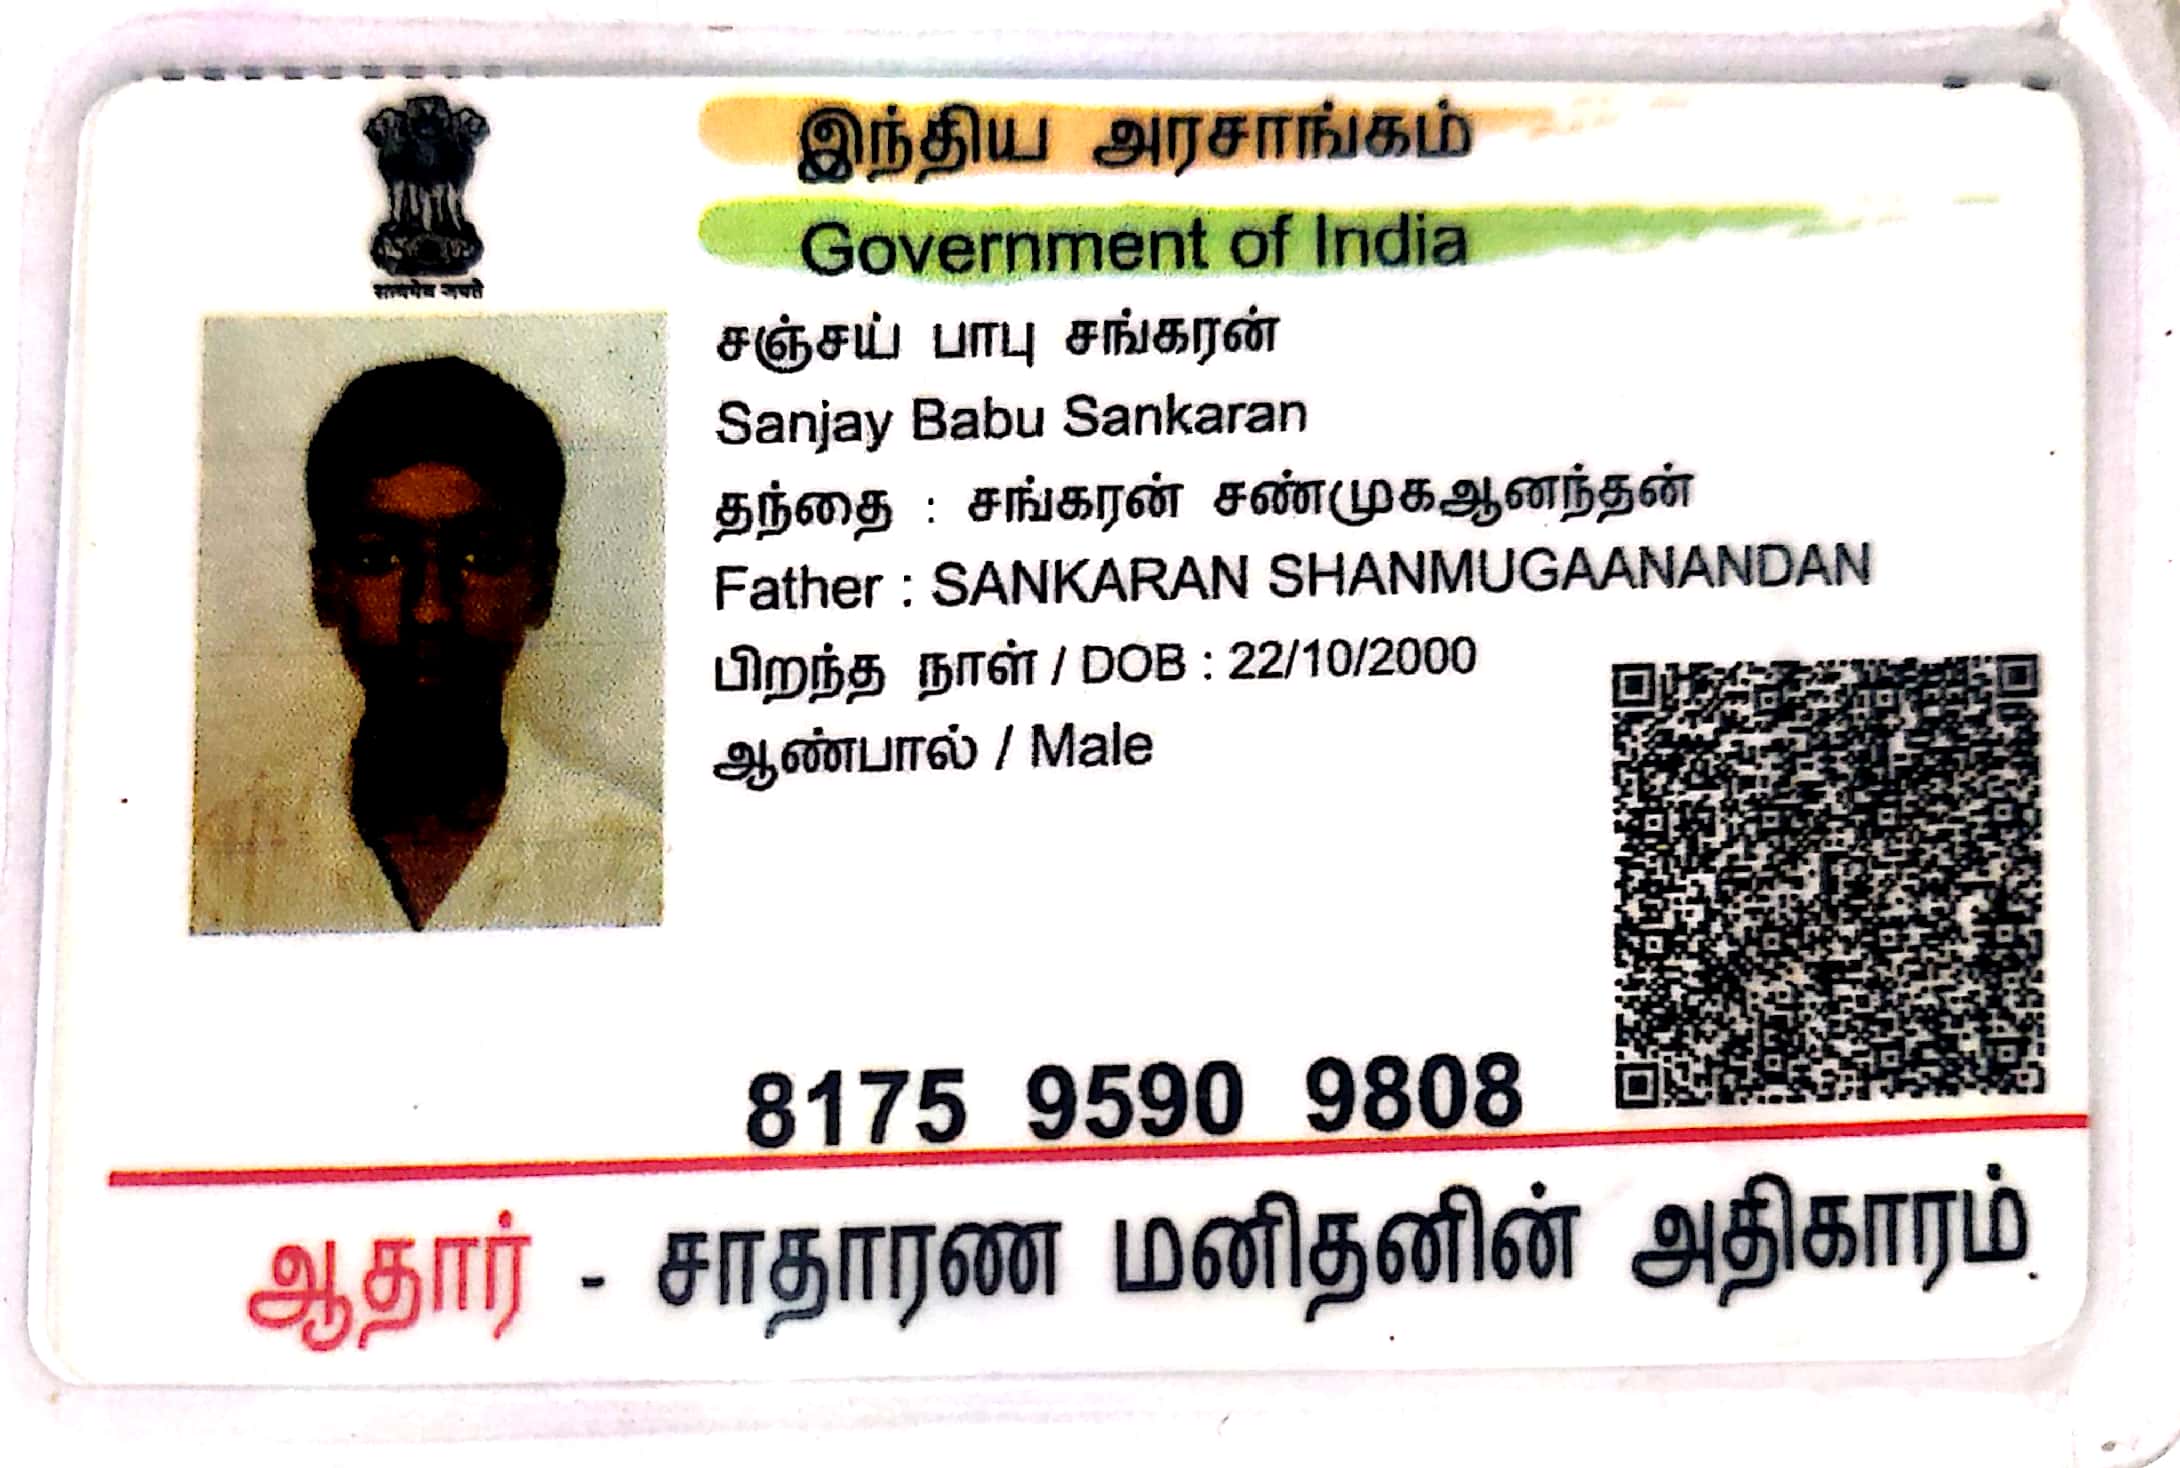 सत्यमेव जयते
இந்திய அரசாங்கம்
Government of India
சஞ்சய் பாபு சங்கரன்
Sanjay Babu Sankaran
தந்தை : சங்கரன் சண்முகஆனந்தன்
Father : SANKARAN SHANMUGAANANDAN
பிறந்த நாள் / DOB : 22/10/2000
ஆண்பால் / Male
8175 9590 9808
ஆதார் - சாதாரண மனிதனின் அதிகாரம்